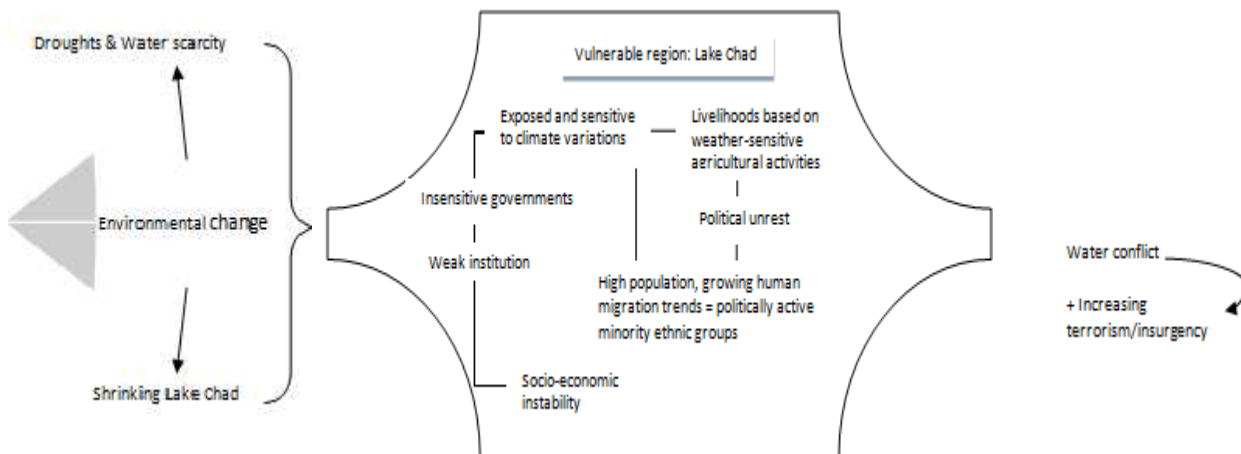 Droughts & Water scarcity
Environmental change
Shrinking Lake Chad
Vulnerable region: Lake Chad
Exposed and sensitive
to climate variations
Livelihoods based on
weather-sensitive
agricultural activities
Insensitive governments
Political unrest
Weak institution
High population, growing human
migration trends = politically active
minority ethnic groups
Socio-economic
instability
Water conflict
+ Increasing
terrorism/insurgency